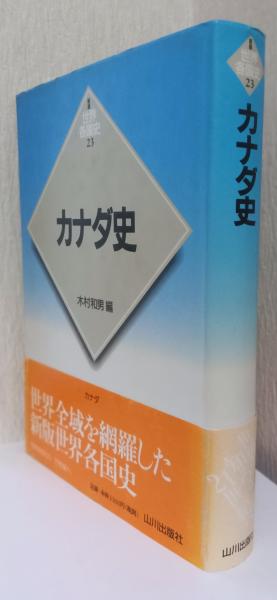 新版
世界
各国史
23
カナダ史
木村和男 編
カナダ
世界全域を網羅した
新版世界各国史
山川出版社
新版
世界
各国史
23
カナダ史
山川出版社